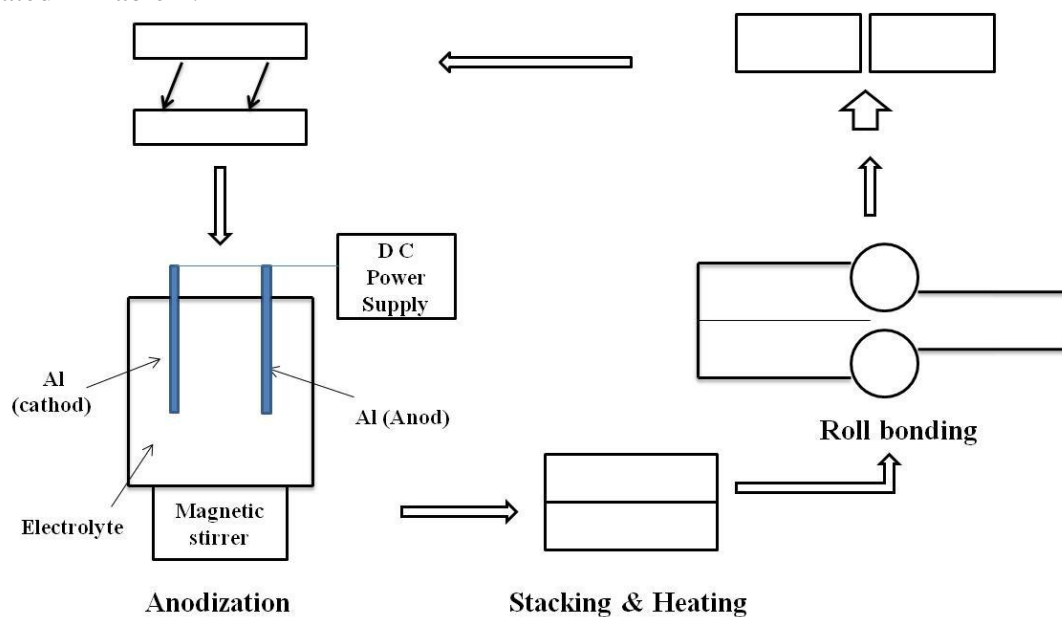 D C
Power
Supply
Al
(cathod)
Al (Anod)
Roll bonding
Electrolyte
Magnetic
stirrer
Anodization
Stacking & Heating